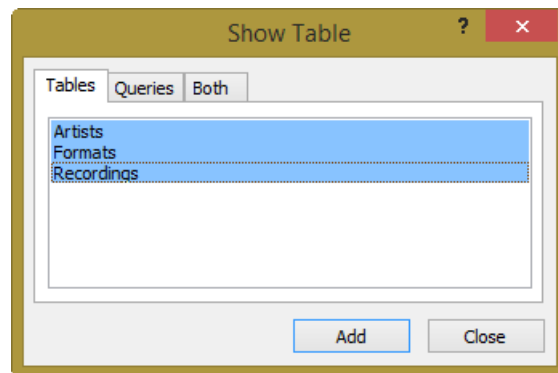 Show Table
?
Tables Queries Both
Artists
Formats
Recordings
Add Close